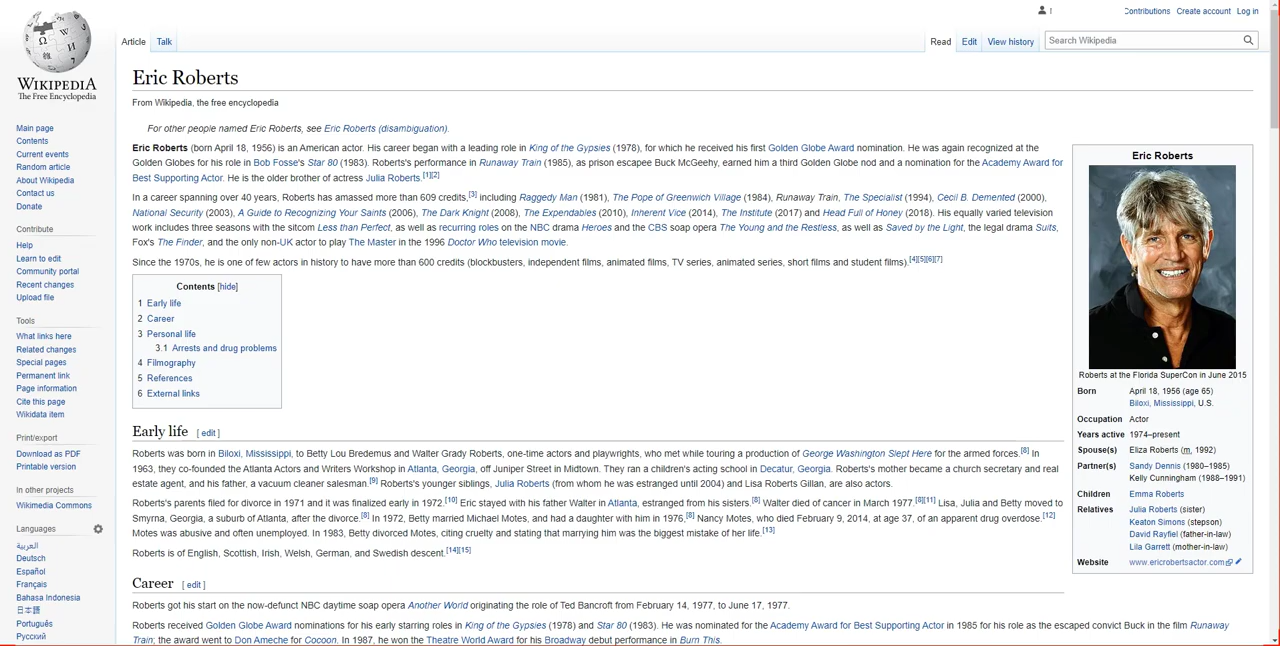 1
Contributions Create account Log in
WIKIPEDIA
The Free Encyclopedia
Article Talk
Read Edit View history Search Wikipedia
Main page
Contents
Current events
Random article
About Wikipedia
Contact us
Donate
Contribute
Help
Learn to edit
Community portal
Recent changes
Upload file
Tools
What links here
Related changes
Special pages
Permanent link
Page information
Cite this page
Wikidata item
Print/export
Download as PDF
Printable version
In other projects
Wikimedia Commons
Languages
العربية
Deutsch
Español
Français
Bahasa Indonesia
日本語
Português
Русский
Eric Roberts
From Wikipedia, the free encyclopedia
For other people named Eric Roberts, see Eric Roberts (disambiguation).
Eric Roberts (born April 18, 1956) is an American actor. His career began with a leading role in King of the Gypsies (1978), for which he received his first Golden Globe Award nomination. He was again recognized at the
Golden Globes for his role in Bob Fosse's Star 80 (1983). Roberts's performance in Runaway Train (1985), as prison escapee Buck McGeehy, earned him a third Golden Globe nod and a nomination for the Academy Award for
Best Supporting Actor. He is the older brother of actress Julia Roberts.[1][2]
In a career spanning over 40 years, Roberts has amassed more than 609 credits,[3] including Raggedy Man (1981), The Pope of Greenwich Village (1984), Runaway Train, The Specialist (1994), Cecil B. Demented (2000),
National Security (2003), A Guide to Recognizing Your Saints (2006), The Dark Knight (2008), The Expendables (2010), Inherent Vice (2014), The Institute (2017) and Head Full of Honey (2018). His equally varied television
work includes three seasons with the sitcom Less than Perfect, as well as recurring roles on the NBC drama Heroes and the CBS soap opera The Young and the Restless, as well as Saved by the Light, the legal drama Suits,
Fox's The Finder, and the only non-UK actor to play The Master in the 1996 Doctor Who television movie.
Since the 1970s, he is one of few actors in history to have more than 600 credits (blockbusters, independent films, animated films, TV series, animated series, short films and student films).[4][5][6][7]
Contents [hide]
1 Early life
2 Career
3 Personal life
3.1 Arrests and drug problems
4 Filmography
5 References
6 External links
Early life [ edit ]
Roberts was born in Biloxi, Mississippi, to Betty Lou Bredemus and Walter Grady Roberts, one-time actors and playwrights, who met while touring a production of George Washington Slept Here for the armed forces.[8] In
1963, they co-founded the Atlanta Actors and Writers Workshop in Atlanta, Georgia, off Juniper Street in Midtown. They ran a children's acting school in Decatur, Georgia. Roberts's mother became a church secretary and real
estate agent, and his father, a vacuum cleaner salesman.[9] Roberts's younger siblings, Julia Roberts (from whom he was estranged until 2004) and Lisa Roberts Gillan, are also actors.
Roberts's parents filed for divorce in 1971 and it was finalized early in 1972.[10] Eric stayed with his father Walter in Atlanta, estranged from his sisters.[8] Walter died of cancer in March 1977.[8][11] Lisa, Julia and Betty moved to
Smyrna, Georgia, a suburb of Atlanta, after the divorce.[8] In 1972, Betty married Michael Motes, and had a daughter with him in 1976,[8] Nancy Motes, who died February 9, 2014, at age 37, of an apparent drug overdose.[12]
Motes was abusive and often unemployed. In 1983, Betty divorced Motes, citing cruelty and stating that marrying him was the biggest mistake of her life.[13]
Roberts is of English, Scottish, Irish, Welsh, German, and Swedish descent.[14][15]
Career [ edit ]
Roberts got his start on the now-defunct NBC daytime soap opera Another World originating the role of Ted Bancroft from February 14, 1977, to June 17, 1977.
Roberts received Golden Globe Award nominations for his early starring roles in King of the Gypsies (1978) and Star 80 (1983). He was nominated for the Academy Award for Best Supporting Actor in 1985 for his role as the escaped convict Buck in the film Runaway
Train; the award went to Don Ameche for Cocoon. In 1987, he won the Theatre World Award for his Broadway debut performance in Burn This.
Eric Roberts
Roberts at the Florida SuperCon in June 2015
Born April 18, 1956 (age 65)
Biloxi, Mississippi, U.S.
Occupation Actor
Years active 1974–present
Spouse(s) Eliza Roberts (m. 1992)
Partner(s) Sandy Dennis (1980–1985)
Kelly Cunningham (1988–1991)
Children Emma Roberts
Relatives Julia Roberts (sister)
Keaton Simons (stepson)
David Rayfiel (father-in-law)
Lila Garrett (mother-in-law)
Website www.ericrobertsactor.com